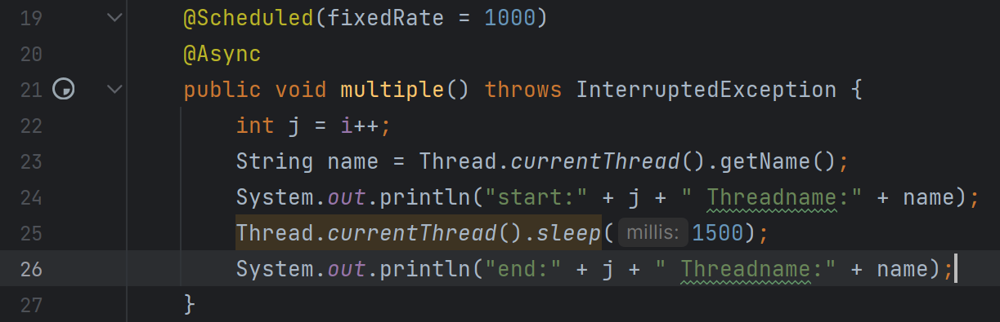 19 @Scheduled(fixedRate = 1000)
20 @Async
21 public void multiple() throws InterruptedException {
22 int j = i++;
23 String name = Thread.currentThread().getName();
24 System.out.println("start:" + j + " Threadname:" + name);
25 Thread.currentThread().sleep( millis: 1500);
26 System.out.println("end:" + j + " Threadname:" + name);
27 }